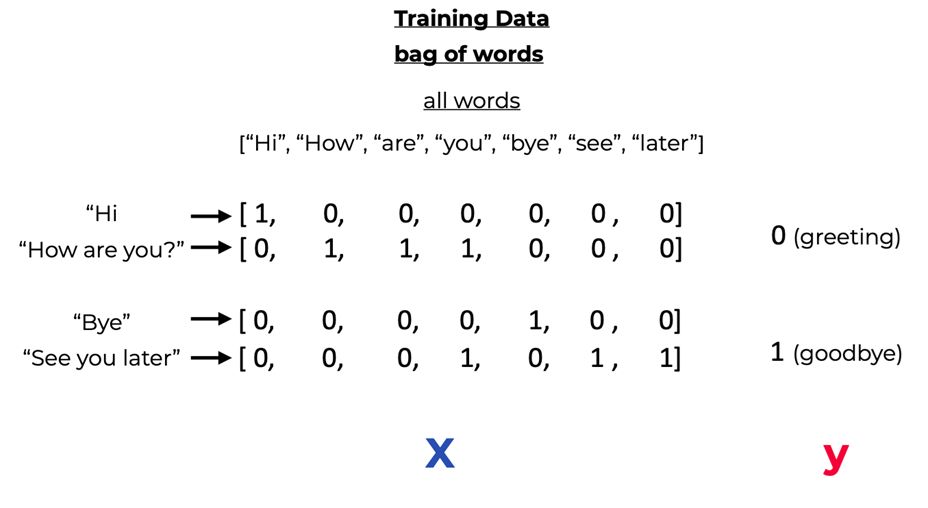 Training Data
bag of words
all words
[“Hi”, “How”, “are”, “you”, “bye”, “see”, “later”]
“Hi [ 1, 0, 0, 0, 0, 0 , 0]
“How are you?” [ 0, 1, 1, 1, 0, 0 , 0]
0 (greeting)
“Bye” [ 0, 0, 0, 0, 1, 0 , 0]
“See you later” [ 0, 0, 0, 1, 0, 1 , 1]
1 (goodbye)
X y